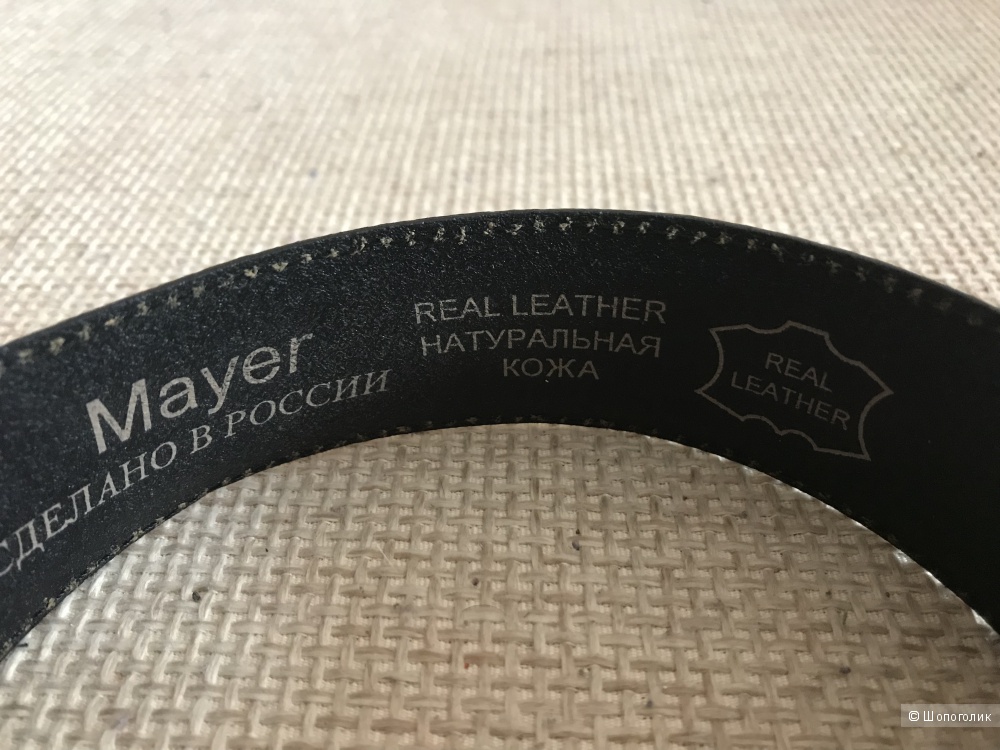 Mayer
СДЕЛАНО В РОССИИ
REAL LEATHER
НАТУРАЛЬНАЯ
КОЖА
REAL
LEATHER
© Шопоголик